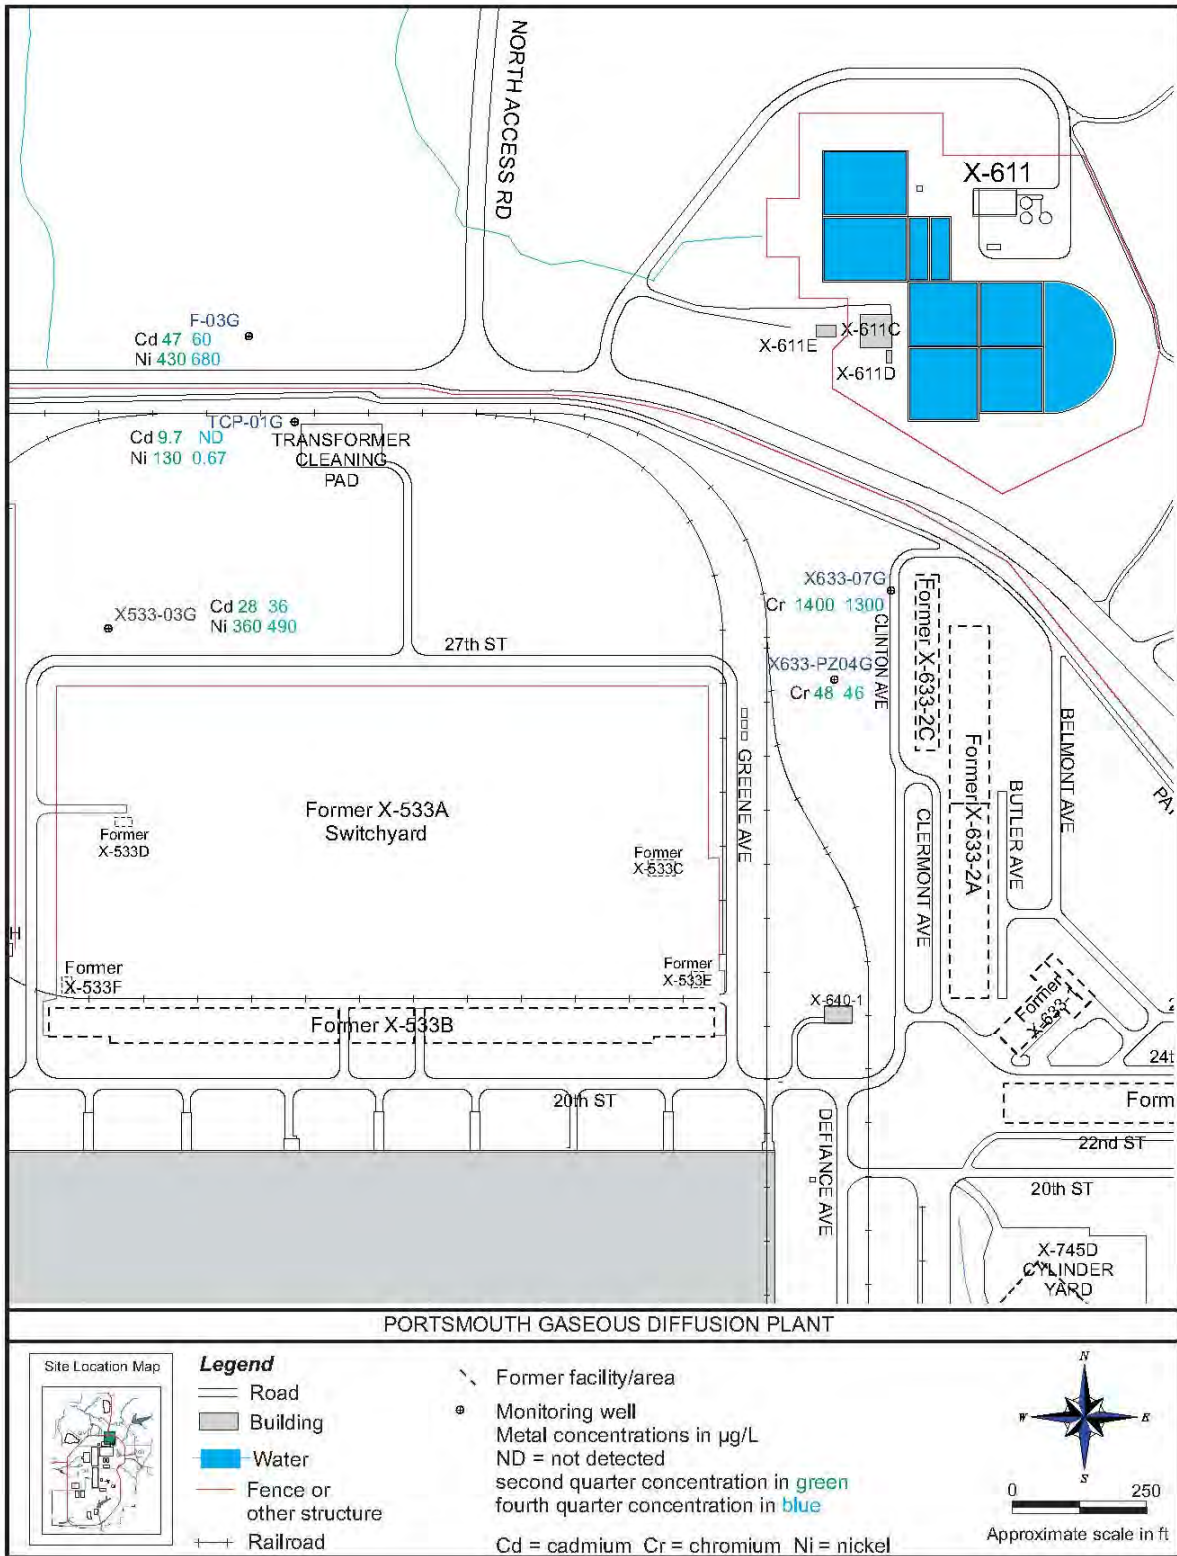 NORTH ACCESS RD
X-611
F-03G
Cd 47 60
Ni 430 680
X-611C
X-611E
X-611D
TCP-01G
Cd 9.7 ND
Ni 130 0.67
TRANSFORMER
CLEANING
PAD
X633-07G
Cr 1400 1300
X533-03G
Cd 28 36
Ni 360 490
27th ST
X633-PZ04G
Cr 48 46
CLINTON AVE
Former X-633-2C
Former X-633-2A
BELMONT AVE
BUTLER AVE
CLERMONT AVE
GREENE AVE
PA
Former X-533A
Switchyard
Former
X-533D
Former
X-533C
H
Former
X-533F
Former
X-533E
Former X-533B
X-640-1
Former
X-633-1
2
24t
20th ST
Form
DEFIANCE AVE
22nd ST
20th ST
X-745D
CYLINDER
YARD
PORTSMOUTH GASEOUS DIFFUSION PLANT
Site Location Map
Legend
Road
Building
Water
Fence or
other structure
Railroad
Former facility/area
Monitoring well
Metal concentrations in µg/L
ND = not detected
second quarter concentration in green
fourth quarter concentration in blue
Cd = cadmium Cr = chromium Ni = nickel
N
W E
S
0 250
Approximate scale in ft